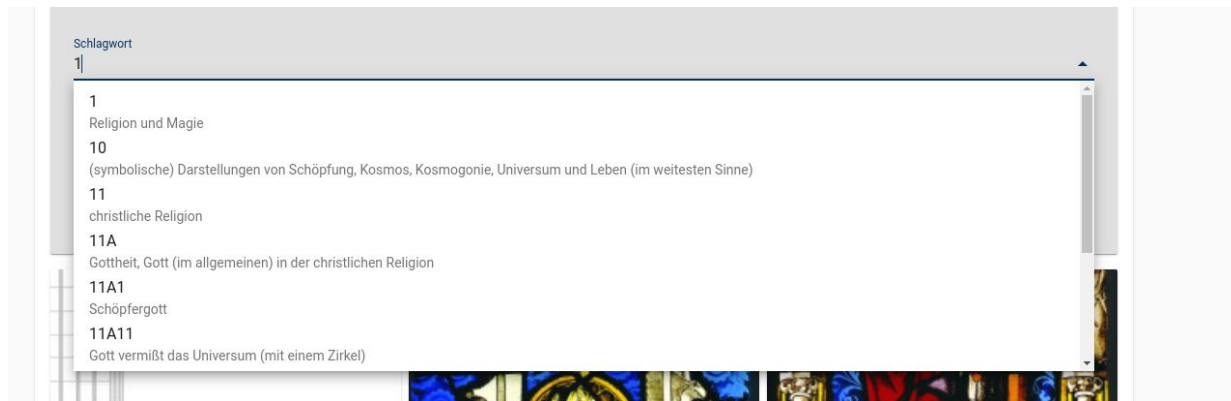 Schlagwort
1
1
Religion und Magie
10
(symbolische) Darstellungen von Schöpfung, Kosmos, Kosmogonie, Universum und Leben (im weitesten Sinne)
11
christliche Religion
11A
Gottheit, Gott (im allgemeinen) in der christlichen Religion
11A1
Schöpfergott
11A11
Gott vermißt das Universum (mit einem Zirkel)